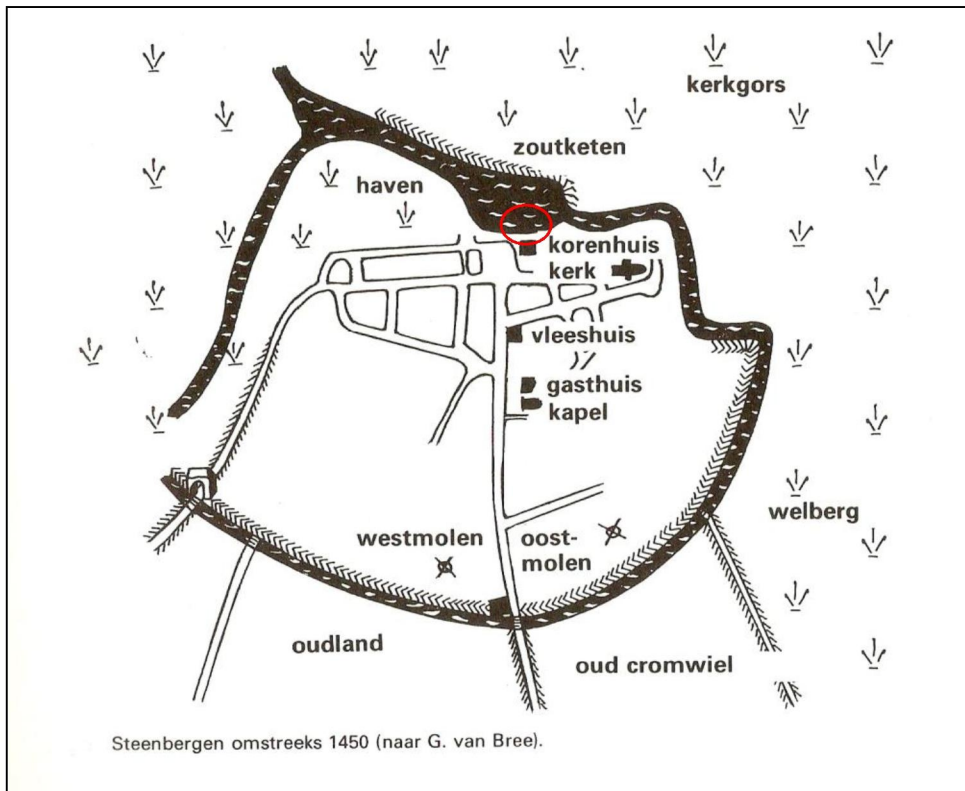 kerkgors
zoutketen
haven
korenhuis
kerk
vleeshuis
gasthuis
kapel
welberg
westmolen
oost-
molen
oudland
oud cromwiel
Steenbergen omstreeks 1450 (naar G. van Bree).